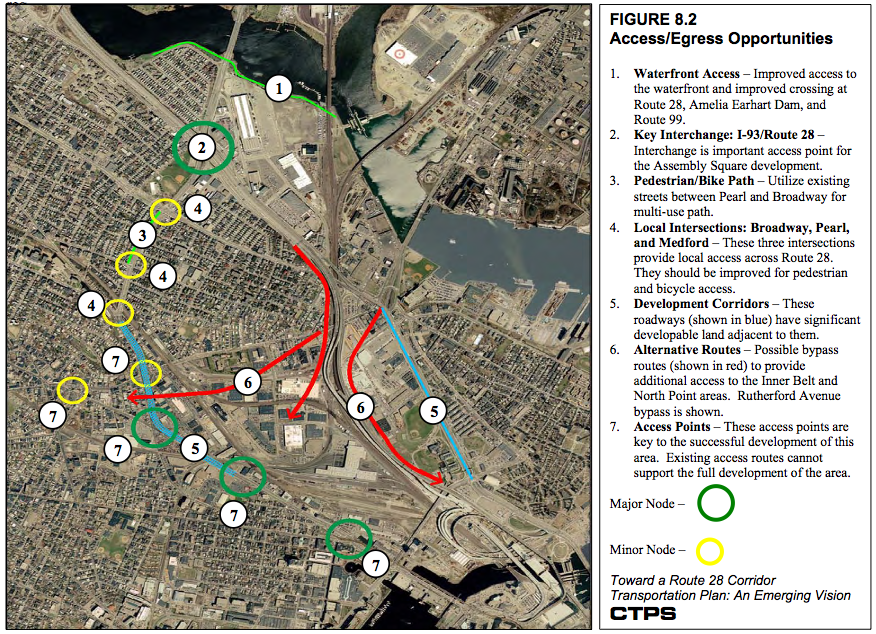 FIGURE 8.2
Access/Egress Opportunities
1. Waterfront Access – Improved access to
the waterfront and improved crossing at
Route 28, Amelia Earhart Dam, and
Route 99.
2. Key Interchange: I-93/Route 28 –
Interchange is important access point for
the Assembly Square development.
3. Pedestrian/Bike Path – Utilize existing
streets between Pearl and Broadway for
multi-use path.
4. Local Intersections: Broadway, Pearl,
and Medford – These three intersections
provide local access across Route 28.
They should be improved for pedestrian
and bicycle access.
5. Development Corridors – These
roadways (shown in blue) have significant
developable land adjacent to them.
6. Alternative Routes – Possible bypass
routes (shown in red) to provide
additional access to the Inner Belt and
North Point areas.  Rutherford Avenue
bypass is shown.
7. Access Points – These access points are
key to the successful development of this
area.  Existing access routes cannot
support the full development of the area.
Major Node –
Minor Node –
Toward a Route 28 Corridor
Transportation Plan: An Emerging Vision
CTPS
1
2
4
3
4
4
7
6
7
6
5
7
5
7
7